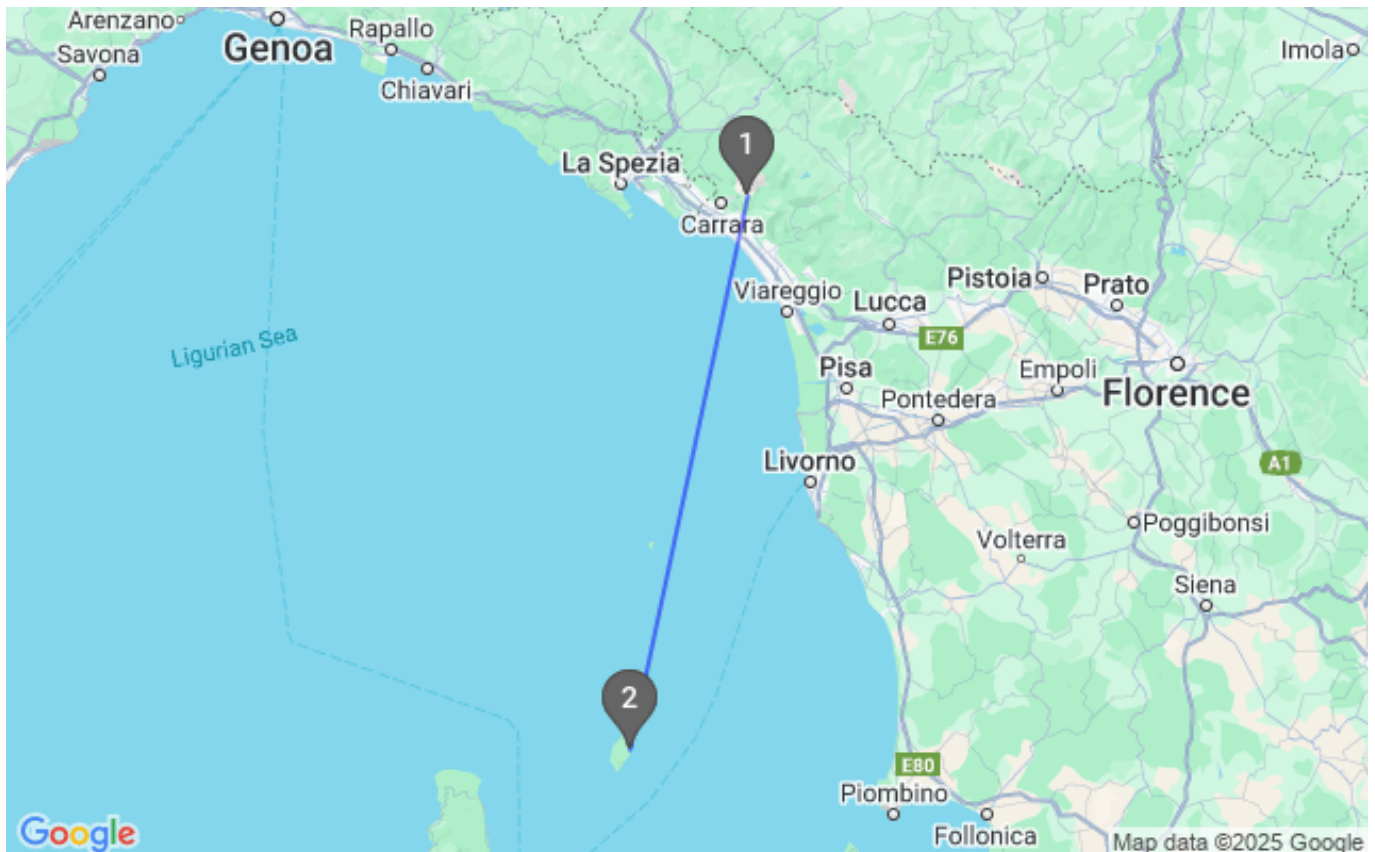 Arenzano
Genoa
Rapallo
Imola
Savona
Chiavari
1
La Spezia
Carrara
Pistoia
Prato
Viareggio
Lucca
Ligurian Sea
E76
Pisa
Empoli
Florence
Pontedera
Livorno
A1
Poggibonsi
Volterra
Siena
2
E80
Piombino
Google
Follonica
Map data ©2025 Google